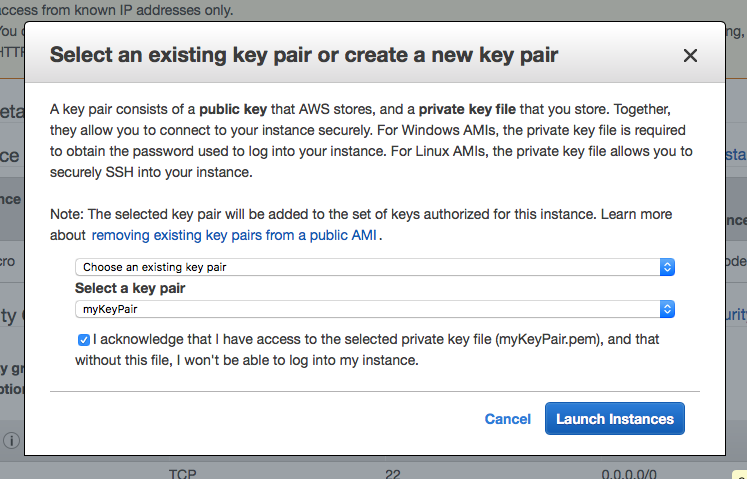 access from known IP addresses only.
Select an existing key pair or create a new key pair
A key pair consists of a public key that AWS stores, and a private key file that you store. Together,
they allow you to connect to your instance securely. For Windows AMIs, the private key file is required
to obtain the password used to log into your instance. For Linux AMIs, the private key file allows you to
securely SSH into your instance.
Note: The selected key pair will be added to the set of keys authorized for this instance. Learn more
about removing existing key pairs from a public AMI.
Choose an existing key pair
Select a key pair
myKeyPair
I acknowledge that I have access to the selected private key file (myKeyPair.pem), and that
without this file, I won't be able to log into my instance.
Cancel Launch Instances
TCP 22 0.0.0.0/0